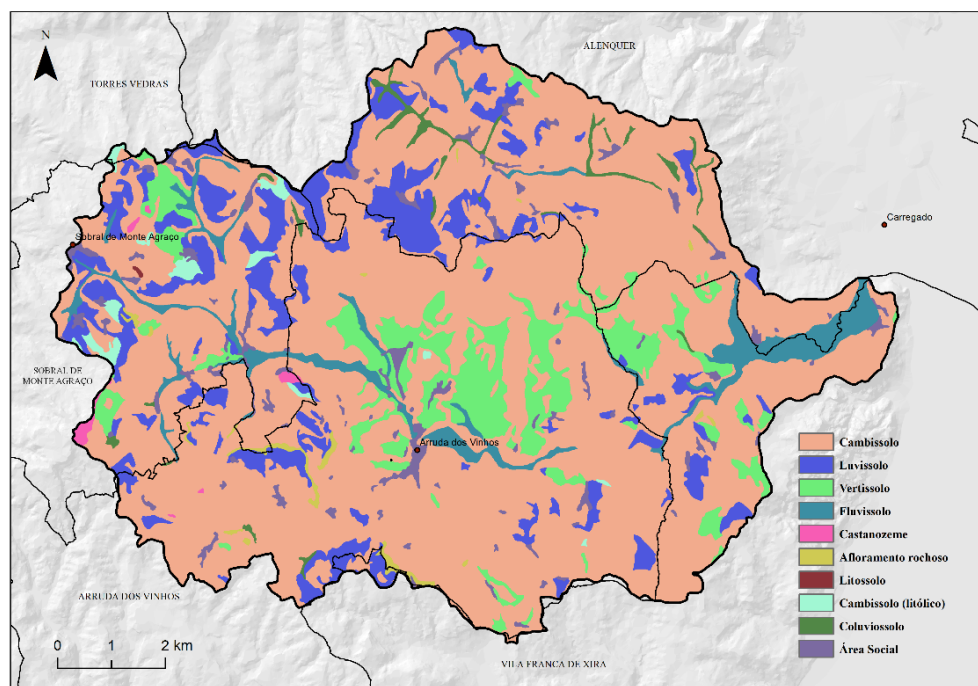 N
ALENQUER
TORRES VEDRAS
Carregado
Sobral de Monte Agraço
SOBRAL DE
MONTE AGRAÇO
Arruda dos Vinhos
Cambissolo
Luvissolo
Vertissolo
Fluvissolo
Castanozeme
Afloramento rochoso
Litossolo
Cambissolo (litólico)
Coluviossolo
Área Social
ARRUDA DOS VINHOS
0 1 2 km
VILA FRANCA DE XIRA